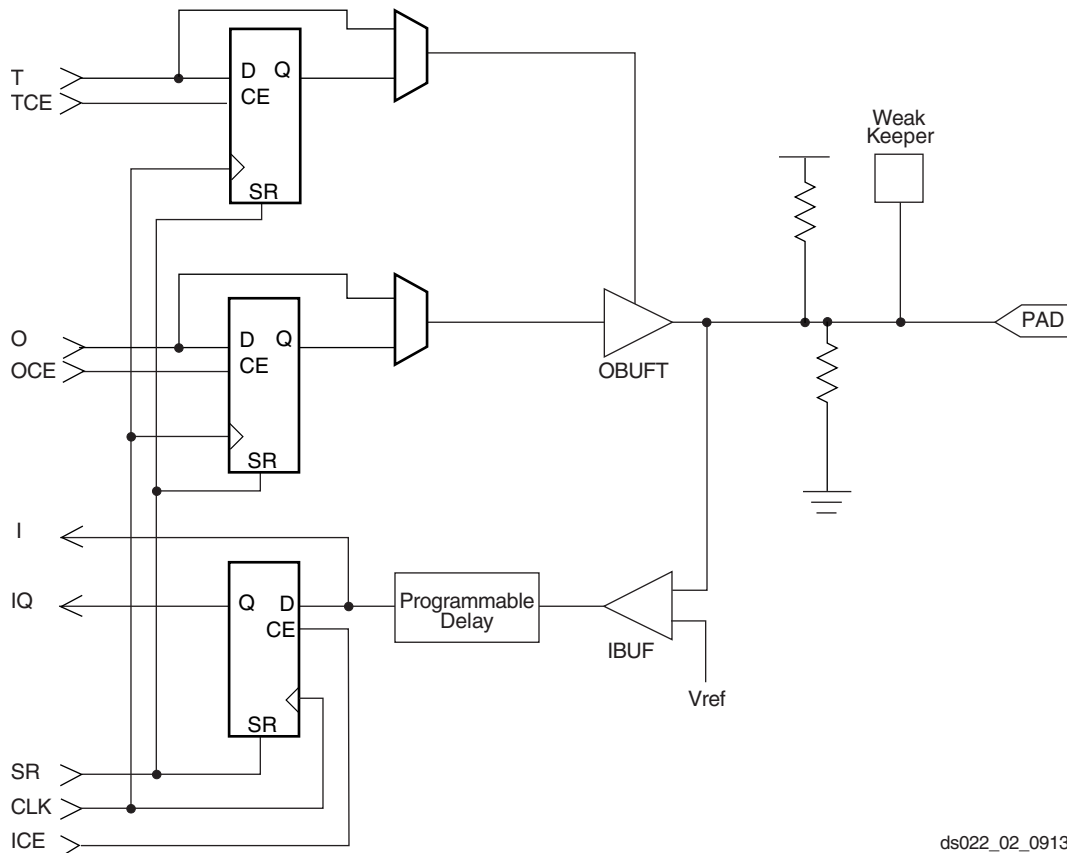 T
TCE
D Q
CE
SR
Weak
Keeper
O
OCE
D Q
CE
SR
OBUFT
PAD
I
IQ
Q D
CE
SR
Programmable
Delay
IBUF
Vref
SR
CLK
ICE
ds022_02_0913